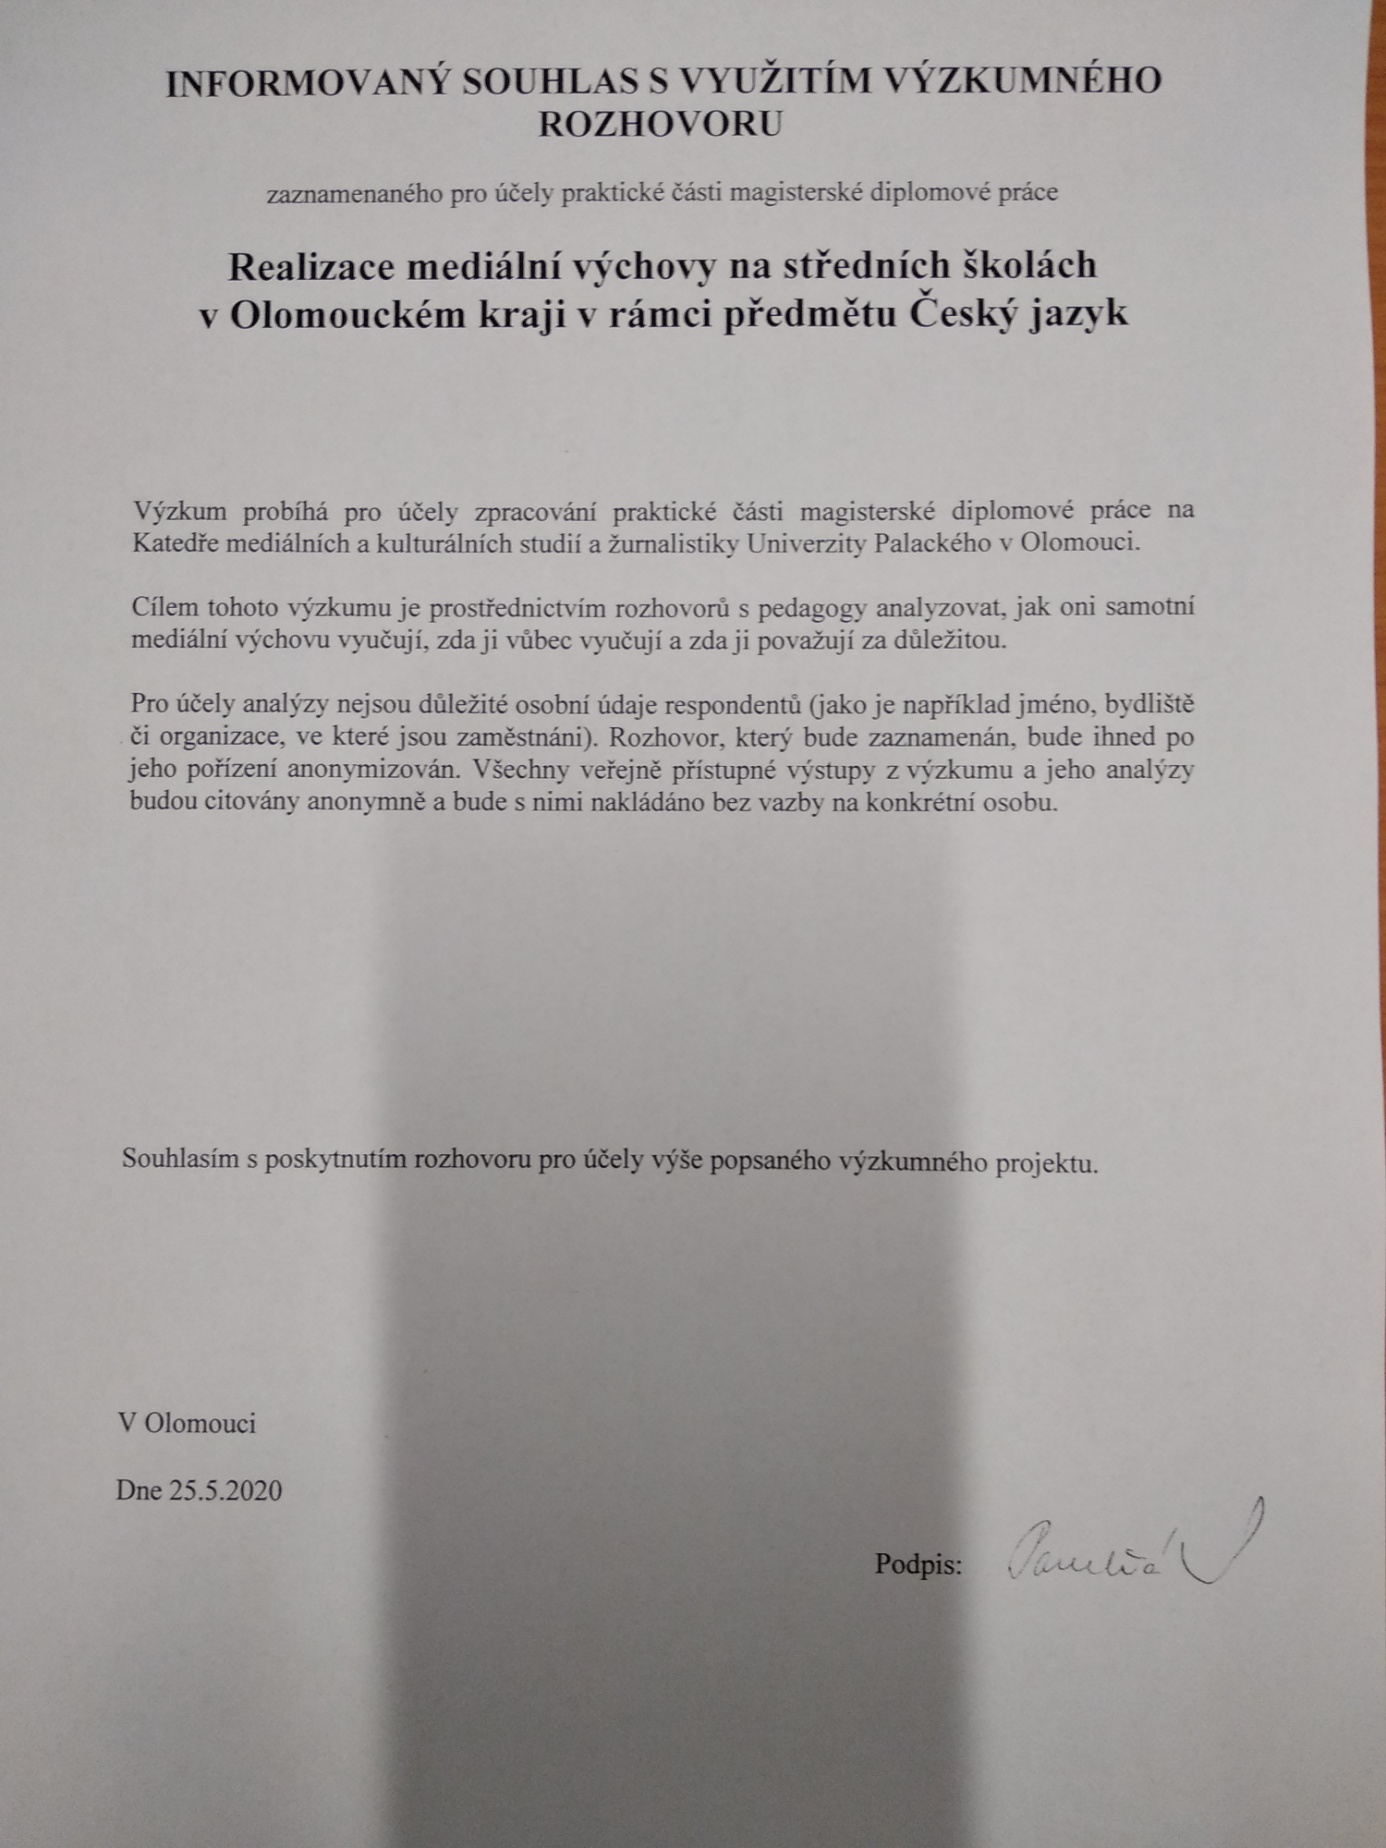 INFORMOVANÝ SOUHLAS S VYUŽITÍM VÝZKUMNÉHO
ROZHOVORU
zaznamenaného pro účely praktické části magisterské diplomové práce
Realizace mediální výchovy na středních školách
v Olomouckém kraji v rámci předmětu Český jazyk
Výzkum probíhá pro účely zpracování praktické části magisterské diplomové práce na
Katedře mediálních a kulturálních studií a žurnalistiky Univerzity Palackého v Olomouci.
Cílem tohoto výzkumu je prostřednictvím rozhovorů s pedagogy analyzovat, jak oni samotní
mediální výchovu vyučují, zda ji vůbec vyučují a zda ji považují za důležitou.
Pro účely analýzy nejsou důležité osobní údaje respondentů (jako je například jméno, bydliště
či organizace, ve které jsou zaměstnáni). Rozhovor, který bude zaznamenán, bude ihned po
jeho pořízení anonymizován. Všechny veřejně přístupné výstupy z výzkumu a jeho analýzy
budou citovány anonymně a bude s nimi nakládáno bez vazby na konkrétní osobu.
Souhlasím s poskytnutím rozhovoru pro účely výše popsaného výzkumného projektu.
V Olomouci
Dne 25.5.2020
Podpis: